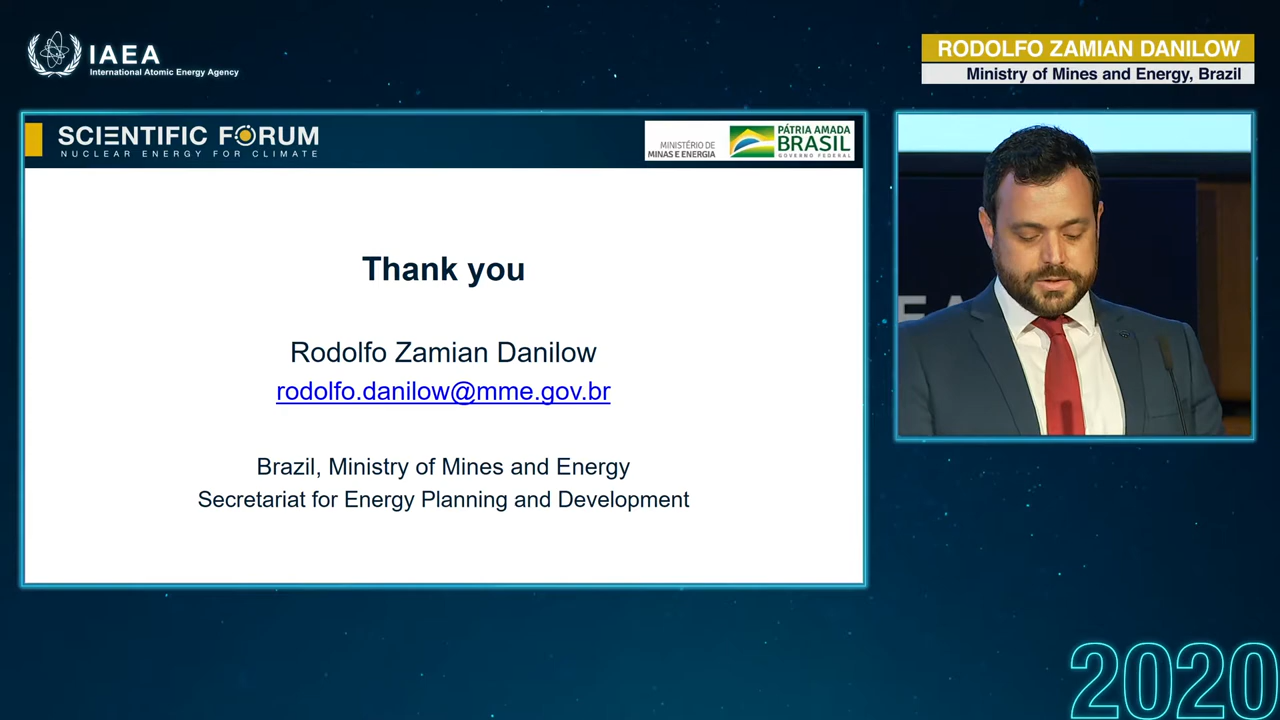 IAEA
International Atomic Energy Agency
RODOLFO ZAMIAN DANILOW
Ministry of Mines and Energy, Brazil
SCIENTIFIC FORUM
NUCLEAR ENERGY FOR CLIMATE
MINISTÉRIO DE
MINAS E ENERGIA
PÁTRIA AMADA
BRASIL
GOVERNO FEDERAL
Thank you
Rodolfo Zamian Danilow
rodolfo.danilow@mme.gov.br
Brazil, Ministry of Mines and Energy
Secretariat for Energy Planning and Development
2020